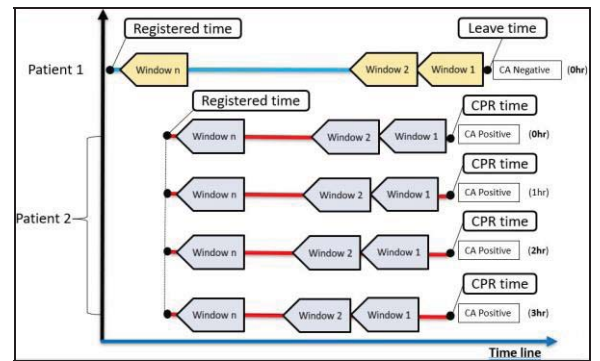 Registered time
Leave time
Patient 1
Window n
Window 2
Window 1
CA Negative
(0hr)
Registered time
CPR time
Window n
Window 2
Window 1
CA Positive
(0hr)
CPR time
Window n
Window 2
Window 1
CA Positive
(1hr)
Patient 2
CPR time
Window n
Window 2
Window 1
CA Positive
(2hr)
CPR time
Window n
Window 2
Window 1
CA Positive
(3hr)
Time line